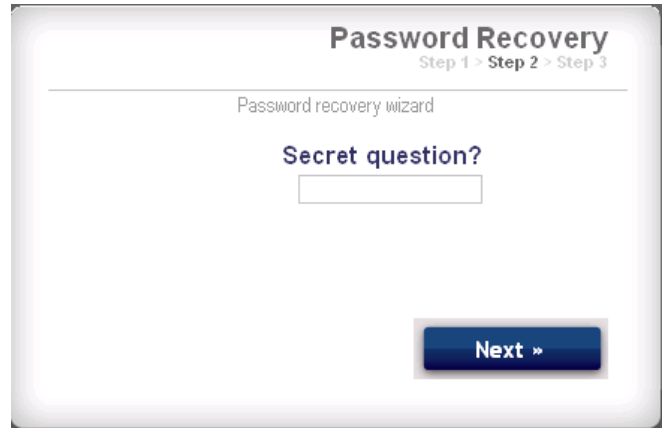 Password Recovery
Step 1 > Step 2 > Step 3
Password recovery wizard
Secret question?
Next »